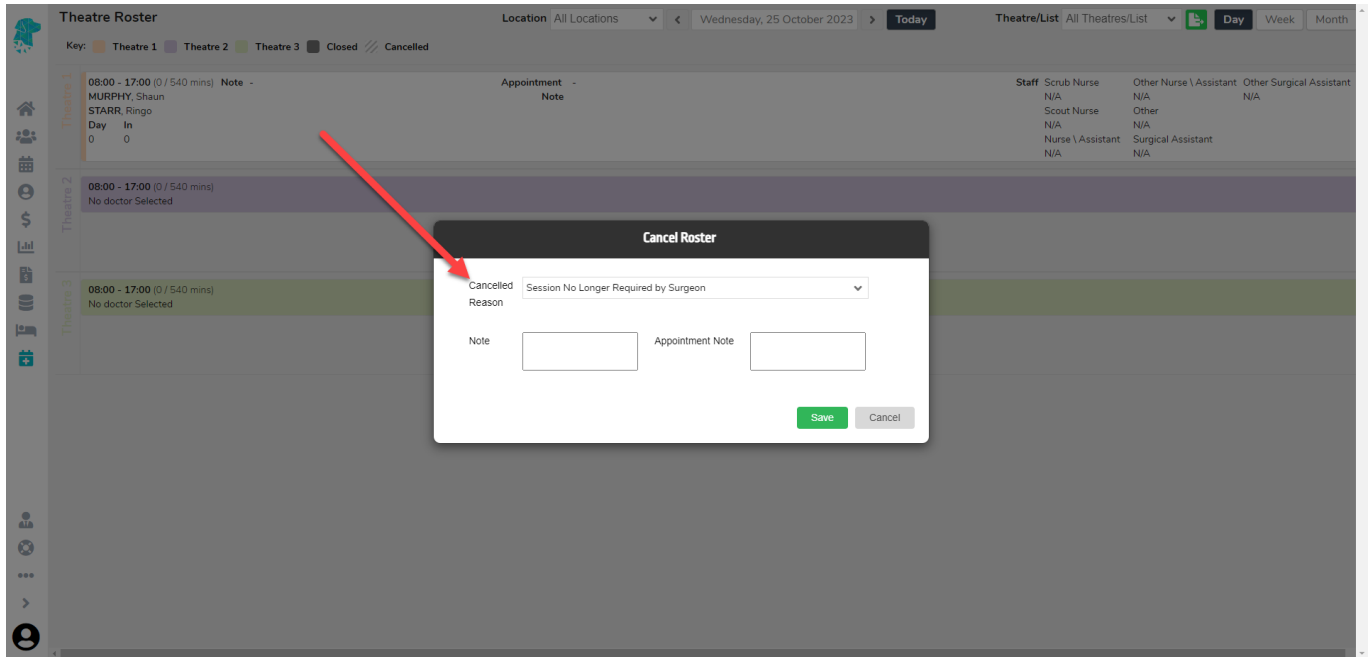 Theatre Roster
Location All Locations
Wednesday, 25 October 2023
Today
Theatre/List All Theatres/List
Day Week Month
Key: Theatre 1 Theatre 2 Theatre 3 Closed Cancelled
Theatre 1
08:00 - 17:00 (0 / 540 mins) Note -
MURPHY, Shaun
STARR, Ringo
Day In
0 0
Appointment -
Note
Staff Scrub Nurse Other Nurse \ Assistant Other Surgical Assistant
N/A N/A N/A
Scout Nurse Other
N/A N/A
Nurse \ Assistant Surgical Assistant
N/A N/A
Theatre 2
08:00 - 17:00 (0 / 540 mins)
No doctor Selected
Theatre 3
08:00 - 17:00 (0 / 540 mins)
No doctor Selected
Cancel Roster
Cancelled
Reason
Session No Longer Required by Surgeon
Note
Appointment Note
Save Cancel